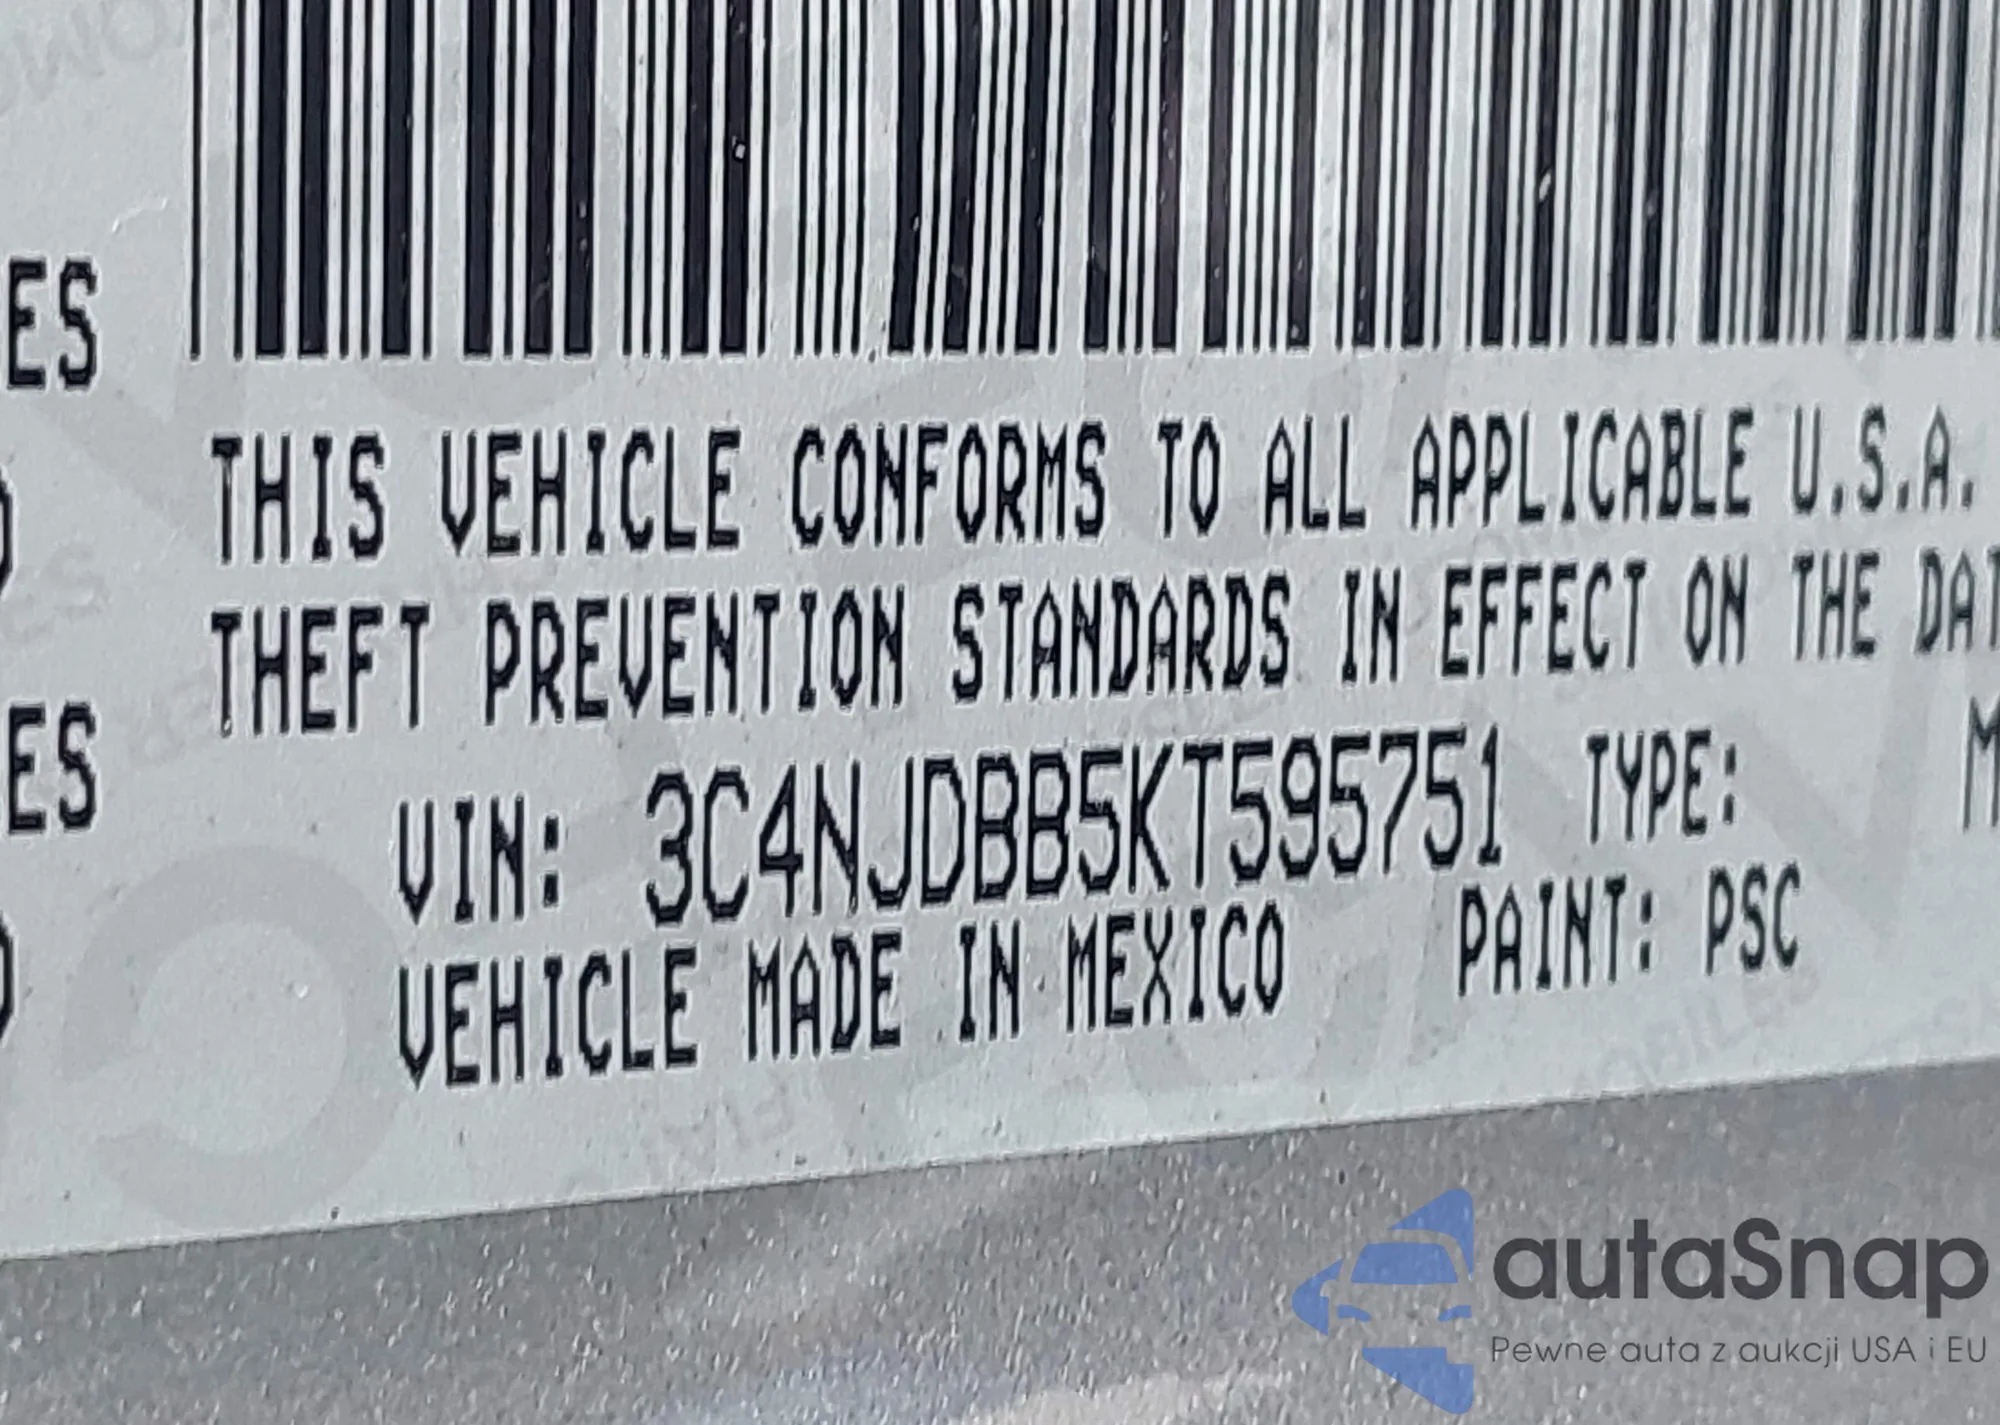 ES
THIS VEHICLE CONFORMS TO ALL APPLICABLE U.S.A.
THEFT PREVENTION STANDARDS IN EFFECT ON THE DAT
ES
VIN: 3C4NJDBB5KT595751 TYPE: M
VEHICLE MADE IN MEXICO PAINT: PSC
autaSnap
Pewne auta z aukcji USA i EU